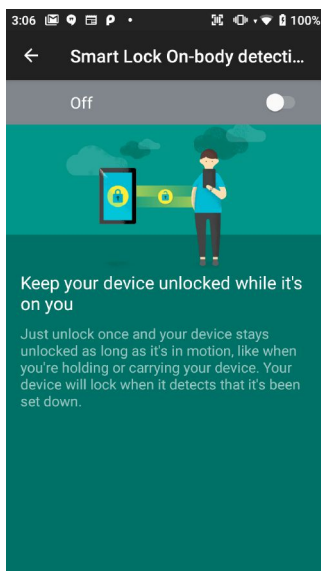 3:06 100%
Smart Lock On-body detecti...
Off
Keep your device unlocked while it's
on you
Just unlock once and your device stays
unlocked as long as it's in motion, like when
you're holding or carrying your device. Your
device will lock when it detects that it's been
set down.